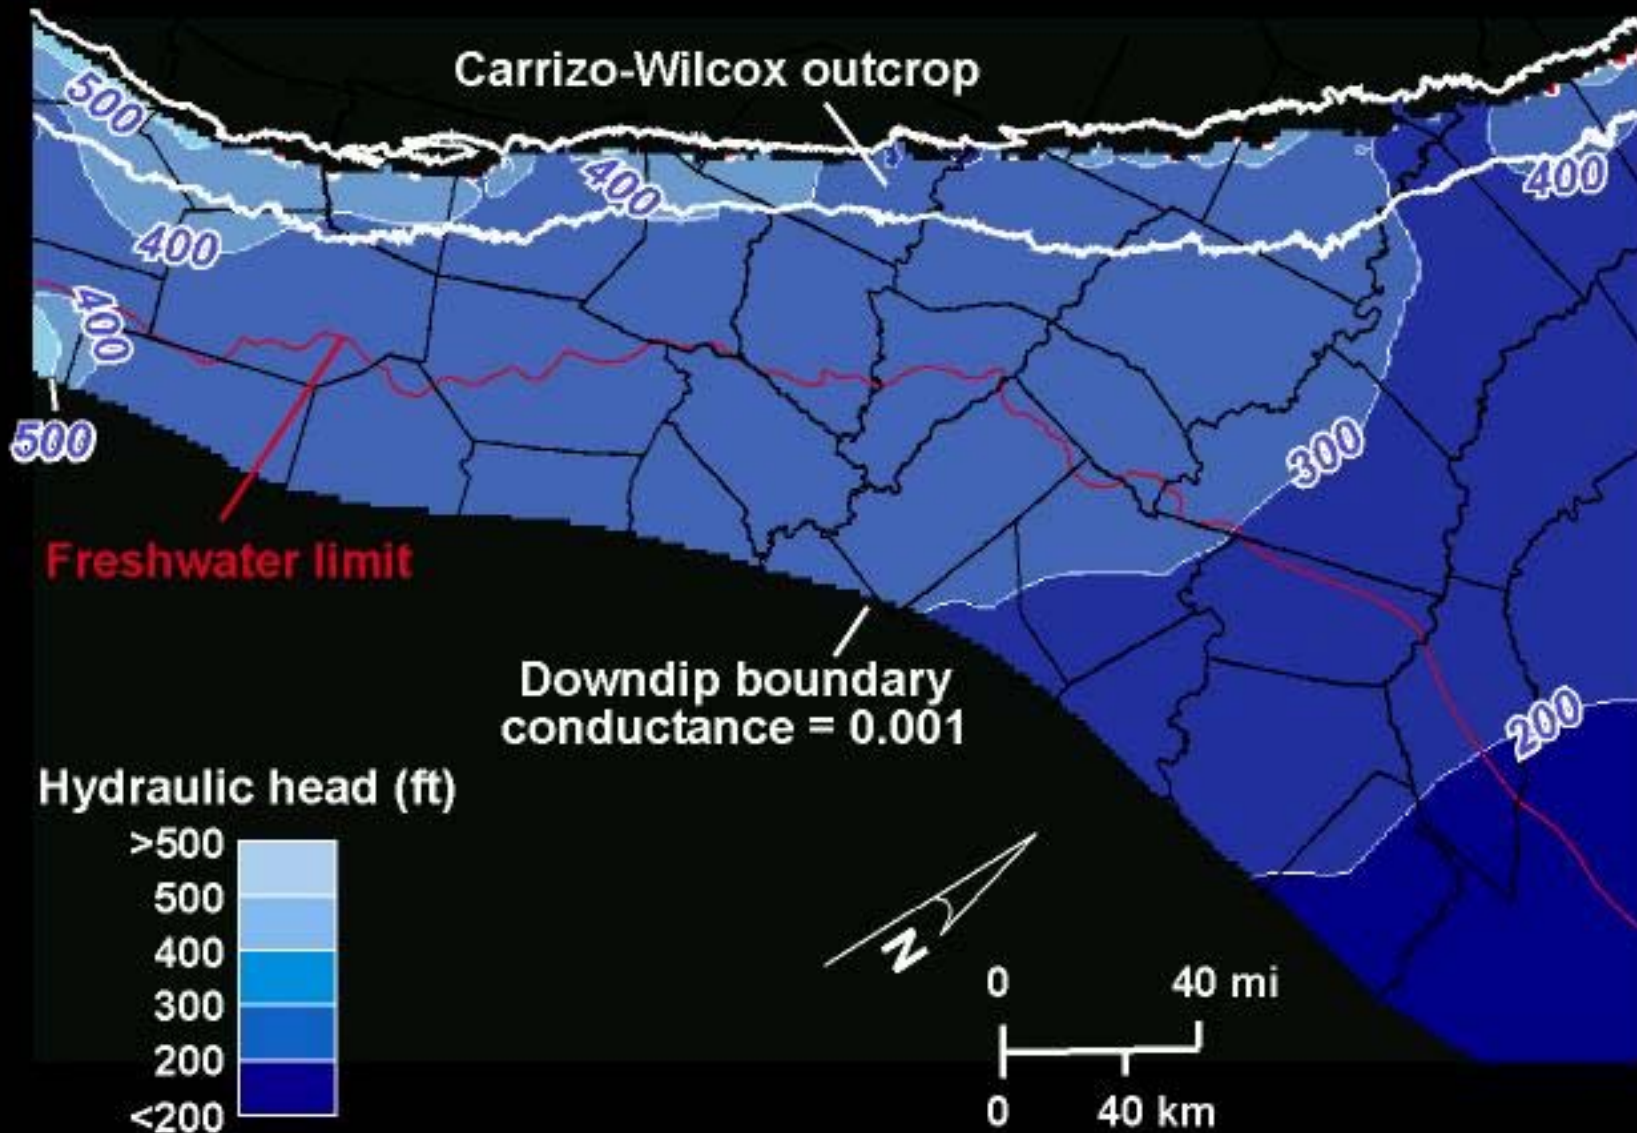 Carrizo-Wilcox outcrop
500
400
400
400
400
500
300
Freshwater limit
Downdip boundary
conductance = 0.001
200
Hydraulic head (ft)
>500
500
400
300
200
<200
N
0 40 mi
0 40 km